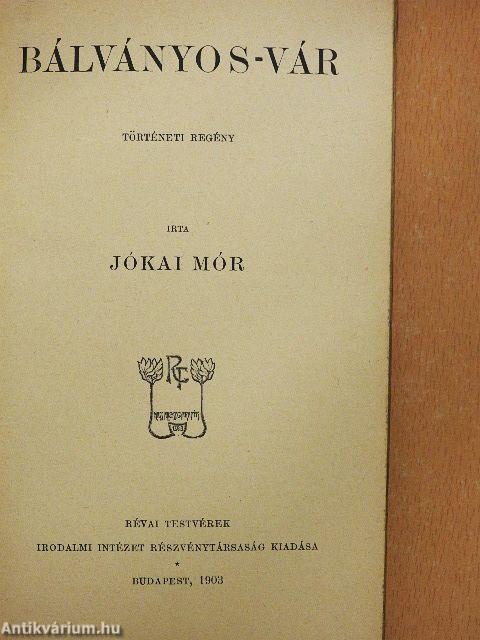 BÁLVÁNYOS-VÁR
TÖRTÉNETI REGÉNY
IRTA
JÓKAI MÓR
RÉVAI TESTVÉREK
IRODALMI INTÉZET RÉSZVÉNYTÁRSASÁG KIADÁSA
*
BUDAPEST, 1903
Antikvárium.hu